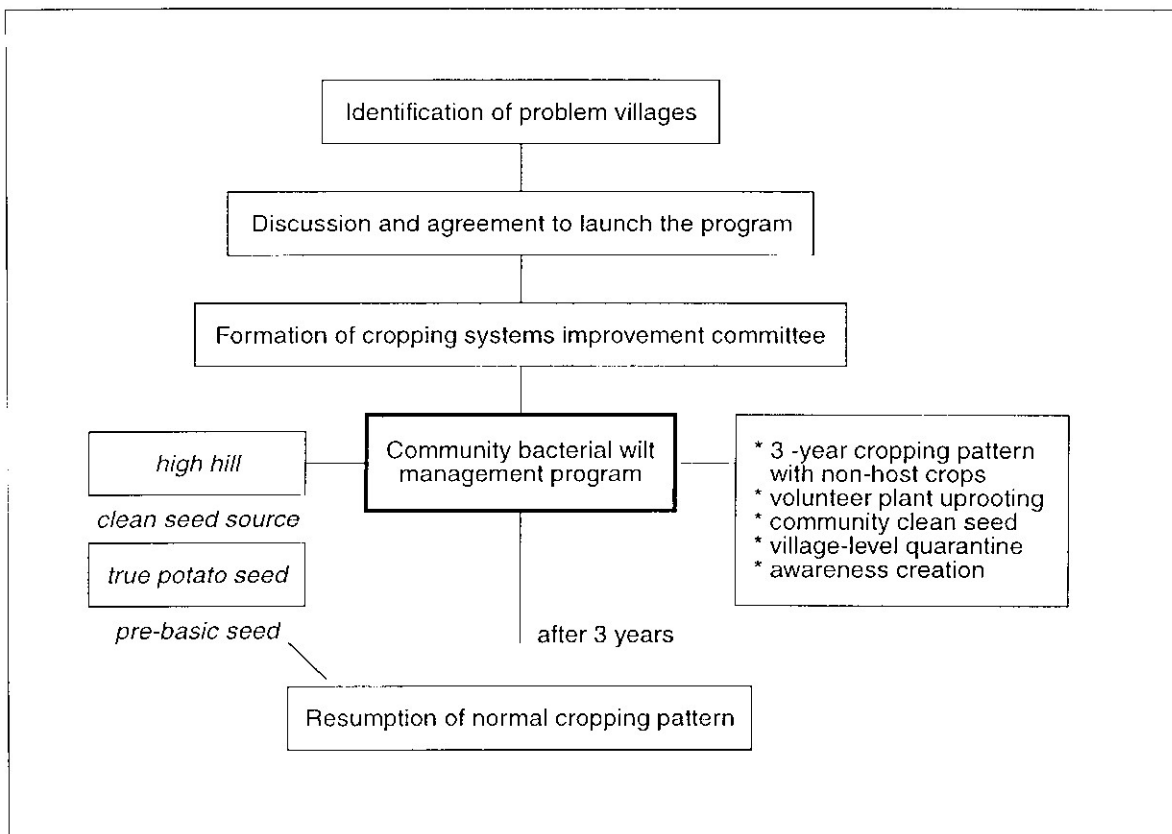 Identification of problem villages
Discussion and agreement to launch the program
Formation of cropping systems improvement committee
high hill
clean seed source
true potato seed
pre-basic seed
Community bacterial wilt
management program
* 3 -year cropping pattern
with non-host crops
* volunteer plant uprooting
* community clean seed
* village-level quarantine
* awareness creation
after 3 years
Resumption of normal cropping pattern